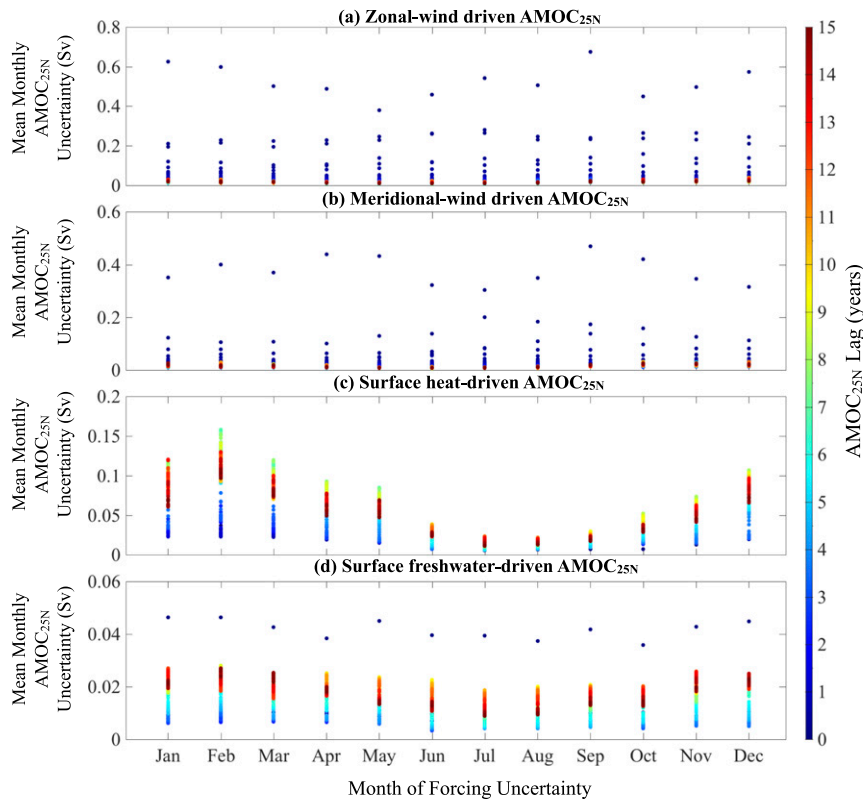 (a) Zonal-wind driven AMOC25N
Mean Monthly
AMOC25N
Uncertainty (Sv)
0.8
0.6
0.4
0.2
0
(b) Meridional-wind driven AMOC25N
Mean Monthly
AMOC25N
Uncertainty (Sv)
0.6
0.4
0.2
0
(c) Surface heat-driven AMOC25N
Mean Monthly
AMOC25N
Uncertainty (Sv)
0.2
0.15
0.1
0.05
0
(d) Surface freshwater-driven AMOC25N
Mean Monthly
AMOC25N
Uncertainty (Sv)
0.06
0.04
0.02
0
Jan Feb Mar Apr May Jun Jul Aug Sep Oct Nov Dec
Month of Forcing Uncertainty
15
14
13
12
11
10
9
8
7
6
5
4
3
2
1
0
AMOC25N Lag (years)